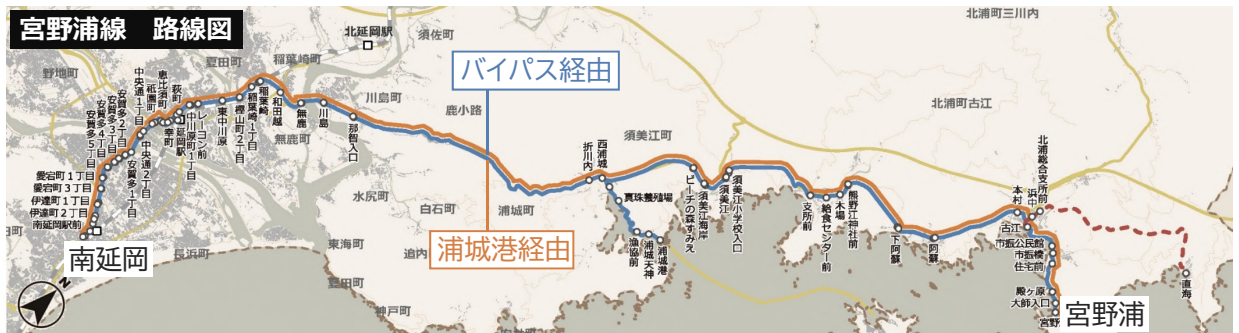 宮野浦線　路線図
北延岡駅
須佐町
北浦町三川内
夏田町
稲葉崎町
野地町
バイパス経由
川島町
鹿小路
須美江町
北浦町古江
無鹿町
水尻町
白石町
浦城町
東海町
追内
長浜町
浦城港経由
神戸町
南延岡
宮野浦
N
南延岡駅前
伊達町2丁目
伊達町1丁目
愛宕町3丁目
愛宕町1丁目
安賀多5丁目
安賀多4丁目
安賀多3丁目
安賀多2丁目
安賀多1丁目
中央通2丁目
中央通1丁目
祇園町
恵比須町
幸町
延岡駅
萩町
中川原町1丁目
レーヨン前
東中川原
樫山町2丁目
稲葉崎1丁目
稲葉崎
和田越
無鹿
川島
那智入口
折川内
西浦城
真珠養殖場
漁協前
浦城天神
浦城港
ビーチの森すみえ
須美江海岸
須美江
須美江小学校入口
支所前
給食センター前
木場
熊野江神社前
下阿蘇
阿蘇
本村
浜中
北浦総合支所前
古江
市振公民館
市振橋
住宅前
殿ヶ原
大師入口
直海